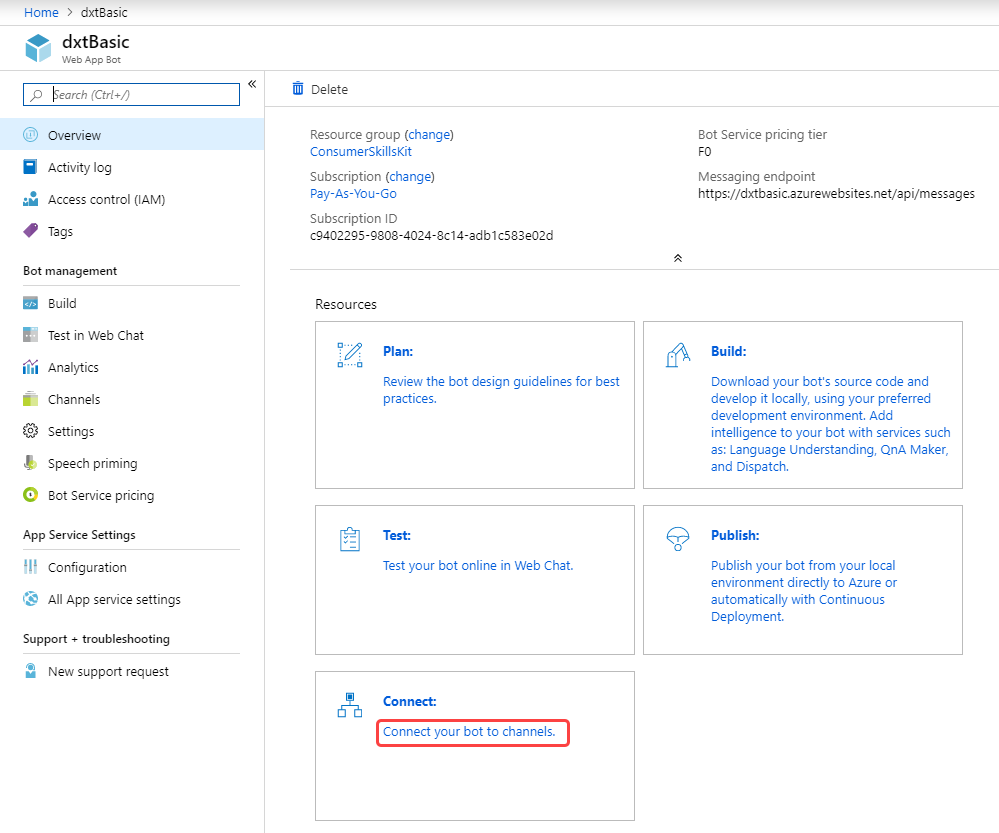 Home > dxtBasic
dxtBasic
Web App Bot
Search (Ctrl+/)
«
Overview
Activity log
Access control (IAM)
Tags
Bot management
Build
Test in Web Chat
Analytics
Channels
Settings
Speech priming
Bot Service pricing
App Service Settings
Configuration
All App service settings
Support + troubleshooting
New support request
Delete
Resource group (change)
ConsumerSkillsKit
Subscription (change)
Pay-As-You-Go
Subscription ID
c9402295-9808-4024-8c14-adb1c583e02d
Bot Service pricing tier
F0
Messaging endpoint
https://dxtbasic.azurewebsites.net/api/messages
Resources
Plan:
Review the bot design guidelines for best
practices.
Build:
Download your bot's source code and
develop it locally, using your preferred
development environment. Add
intelligence to your bot with services such
as: Language Understanding, QnA Maker,
and Dispatch.
Test:
Test your bot online in Web Chat.
Publish:
Publish your bot from your local
environment directly to Azure or
automatically with Continuous
Deployment.
Connect:
Connect your bot to channels.